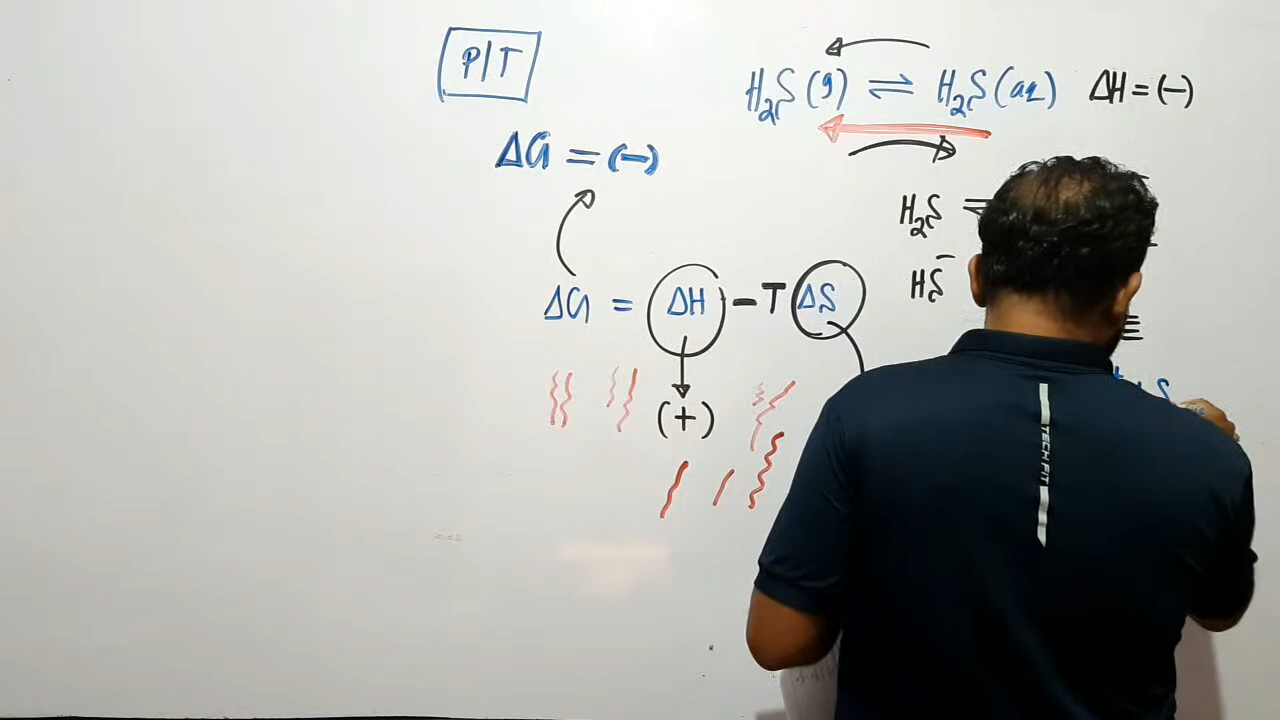 P/T
H₂S(g) ⇌ H₂S(aq) ΔH = (-)
ΔG = (-)
H₂S
HS⁻
ΔG = ΔH - TΔS
(+)
TECH FIT